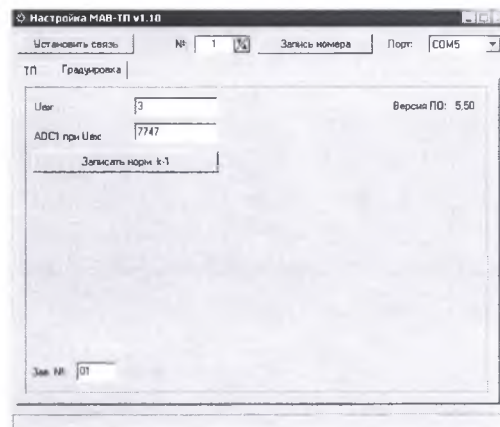 Настройка МАВ-ТП v1.10
Установить связь № 1 Запись номера Порт: COM5
ТП Градуировка
Uвх 3 Версия ПО: 5.50
ADC1 при Uвх 7747
Записать норм. k-1
Зав. № 01